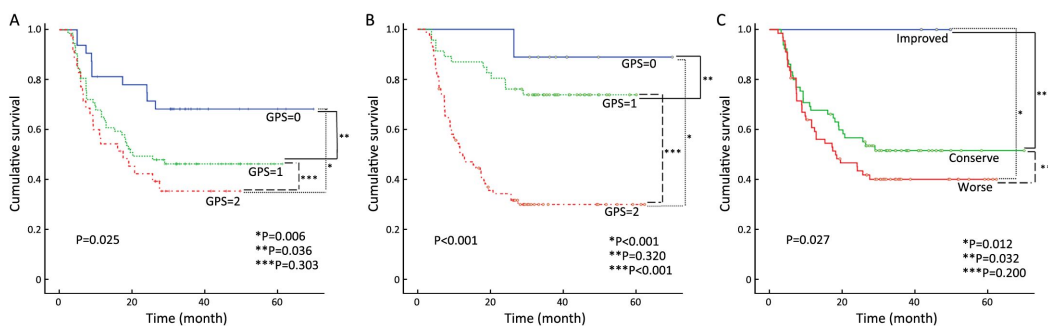 A
Cumulative survival
1.0
0.8
0.6
0.4
0.2
0
GPS=0
GPS=1
GPS=2
**
*
***
P=0.025
*P=0.006
**P=0.036
***P=0.303
0 20 40 60
Time (month)
B
Cumulative survival
1.0
0.8
0.6
0.4
0.2
0
GPS=0
GPS=1
GPS=2
**
*
***
P<0.001
*P<0.001
**P=0.320
***P<0.001
0 20 40 60
Time (month)
C
Cumulative survival
1.0
0.8
0.6
0.4
0.2
0
Improved
Conserve
Worse
**
*
P=0.027
*P=0.012
**P=0.032
***P=0.200
0 20 40 60
Time (month)